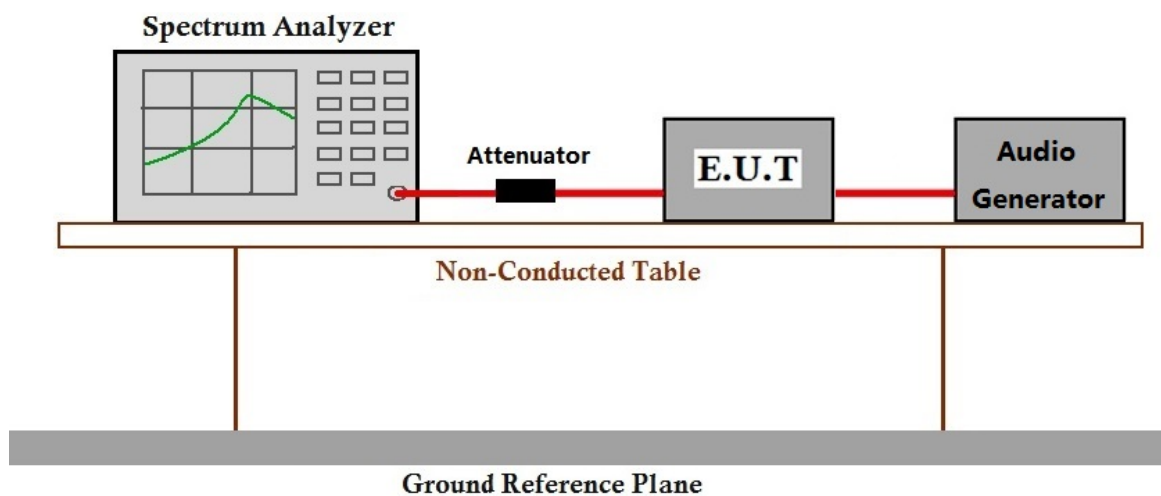 Spectrum Analyzer
Attenuator
E.U.T
Audio
Generator
Non-Conducted Table
Ground Reference Plane